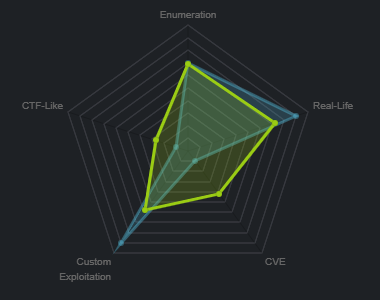 Enumeration
CTF-Like
Real-Life
Custom
Exploitation
CVE